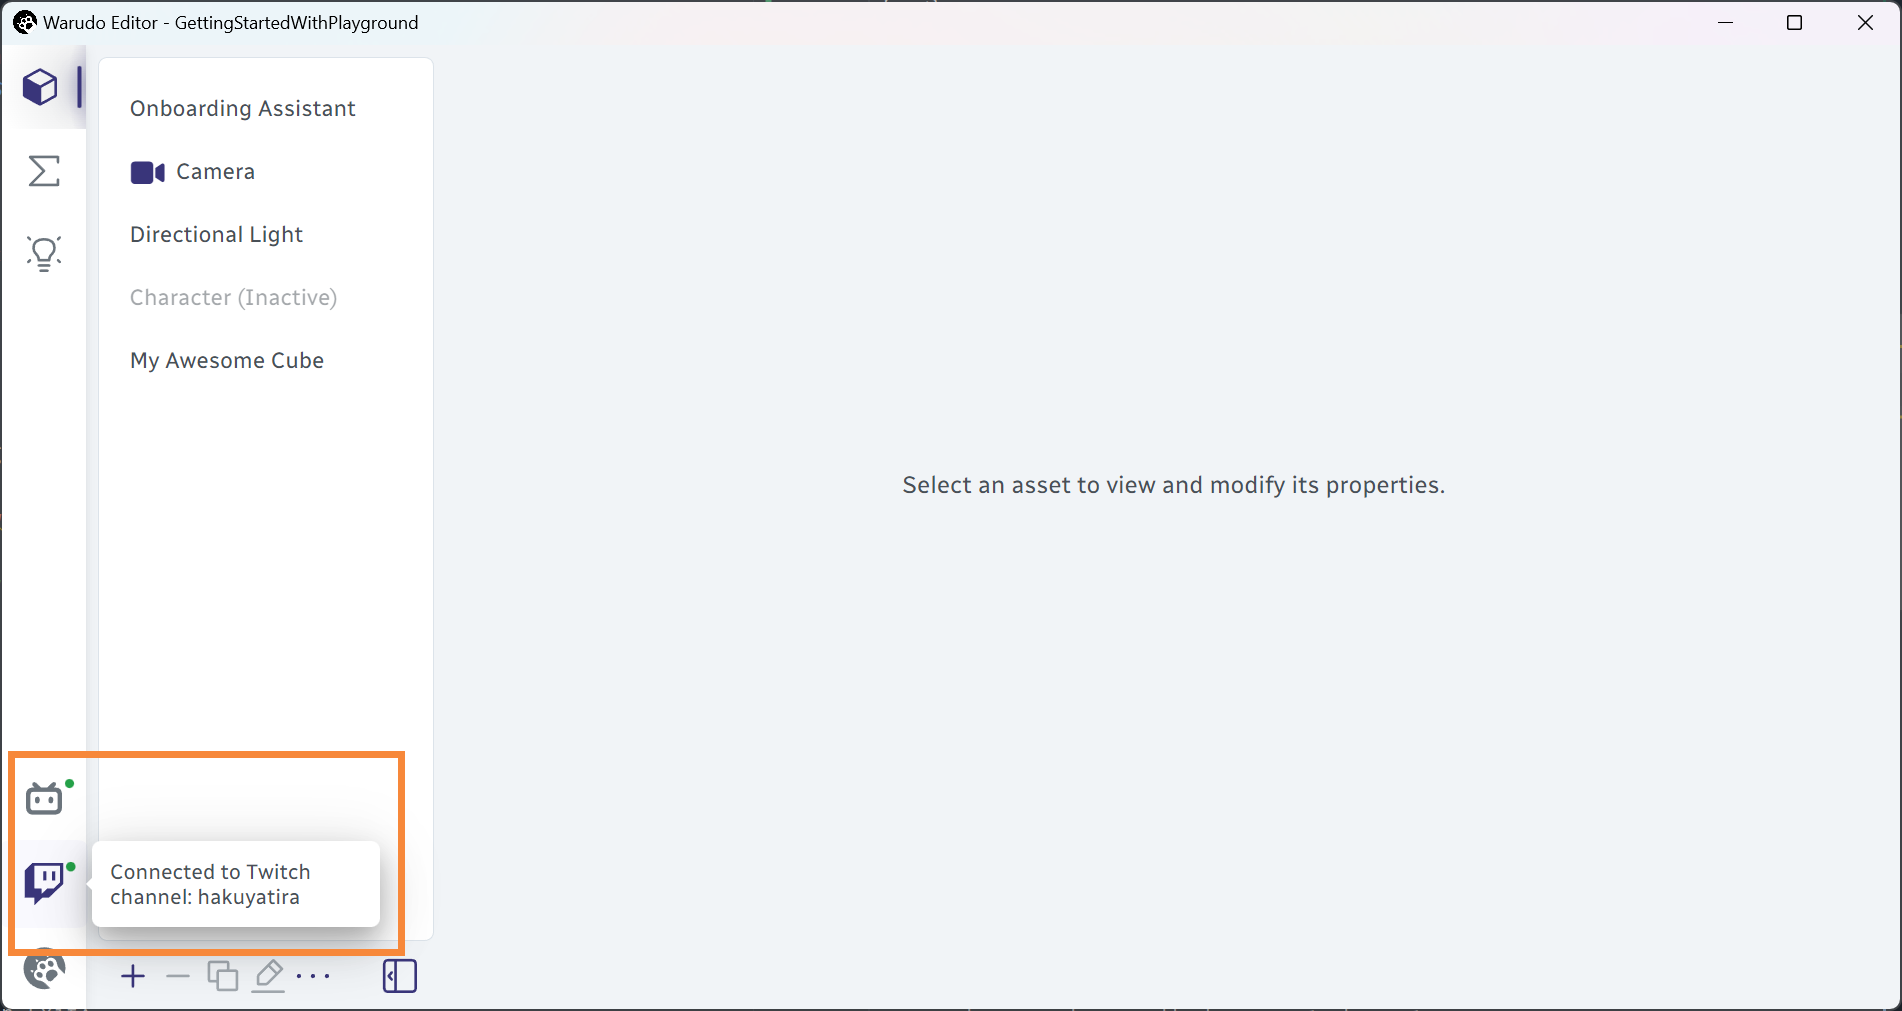 Warudo Editor - GettingStartedWithPlayground
Onboarding Assistant
Camera
Directional Light
Character (Inactive)
My Awesome Cube
Select an asset to view and modify its properties.
Connected to Twitch
channel: hakuyatira